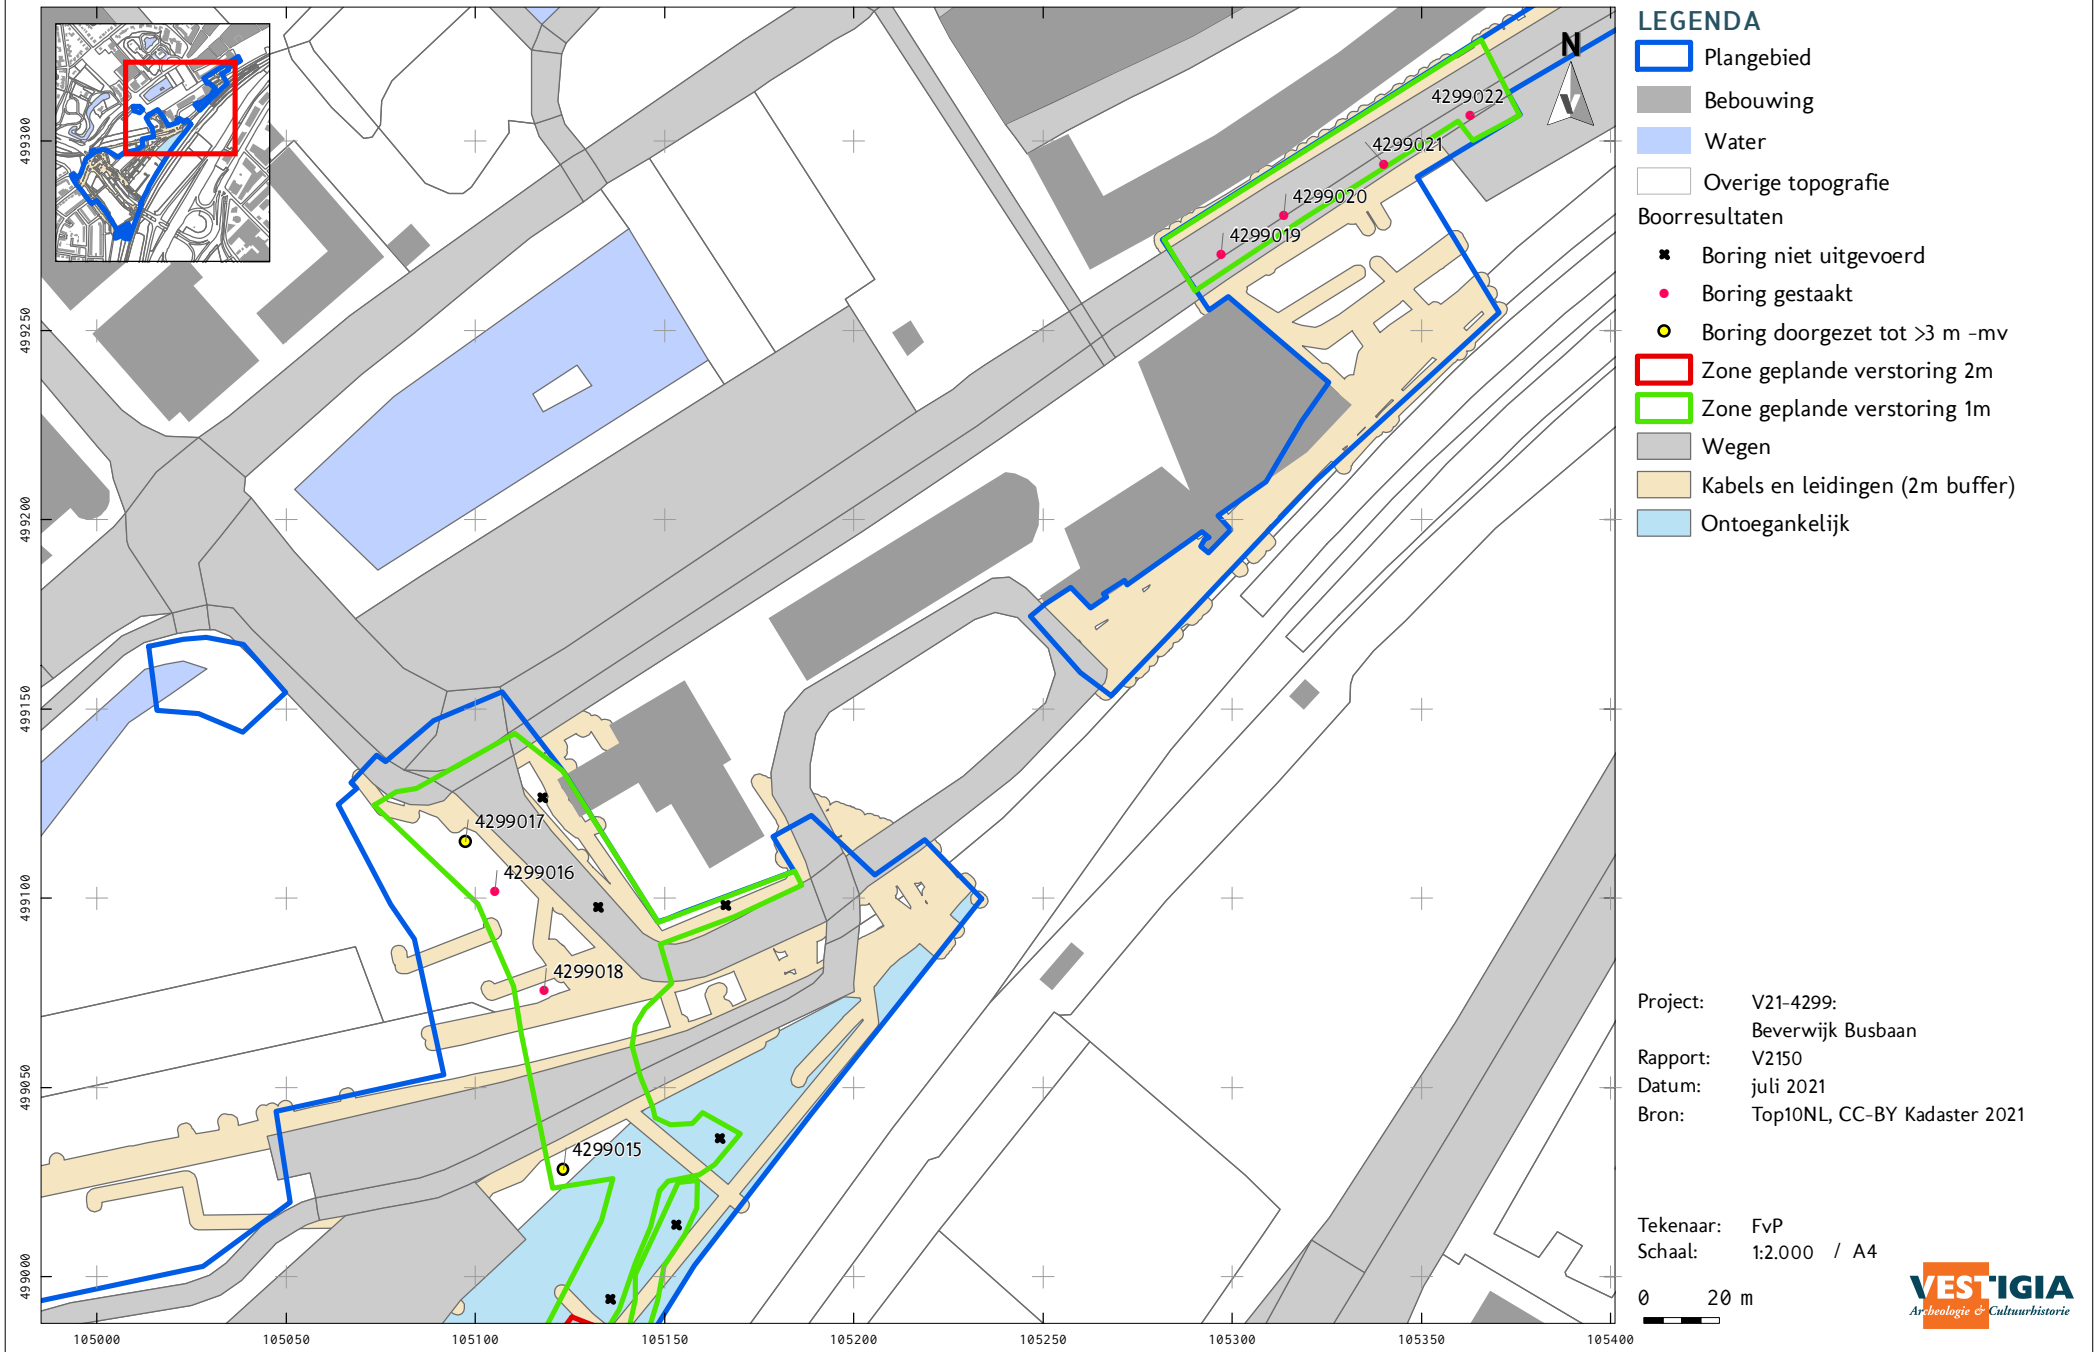 LEGENDA
Plangebied
Bebouwing
Water
Overige topografie
Boorresultaten
Boring niet uitgevoerd
Boring gestaakt
Boring doorgezet tot >3 m -mv
Zone geplande verstoring 2m
Zone geplande verstoring 1m
Wegen
Kabels en leidingen (2m buffer)
Ontoegankelijk
N
4299022
4299021
4299020
4299019
4299017
4299016
4299018
4299015
499300
499250
499200
499150
499100
499050
499000
105000
105050
105100
105150
105200
105250
105300
105350
105400
Project: V21-4299:
Beverwijk Busbaan
Rapport: V2150
Datum: juli 2021
Bron: Top10NL, CC-BY Kadaster 2021
Tekenaar: FvP
Schaal: 1:2.000 / A4
0 20 m
VESTIGIA
Archeologie & Cultuurhistorie